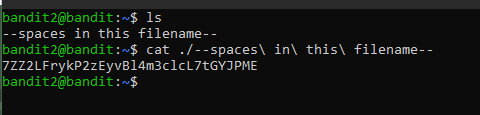 bandit2@bandit:~$ ls
--spaces in this filename--
bandit2@bandit:~$ cat ./--spaces\ in\ this\ filename--
7ZZ2LFrykP2zEyvBl4m3clcL7tGYJPME
bandit2@bandit:~$